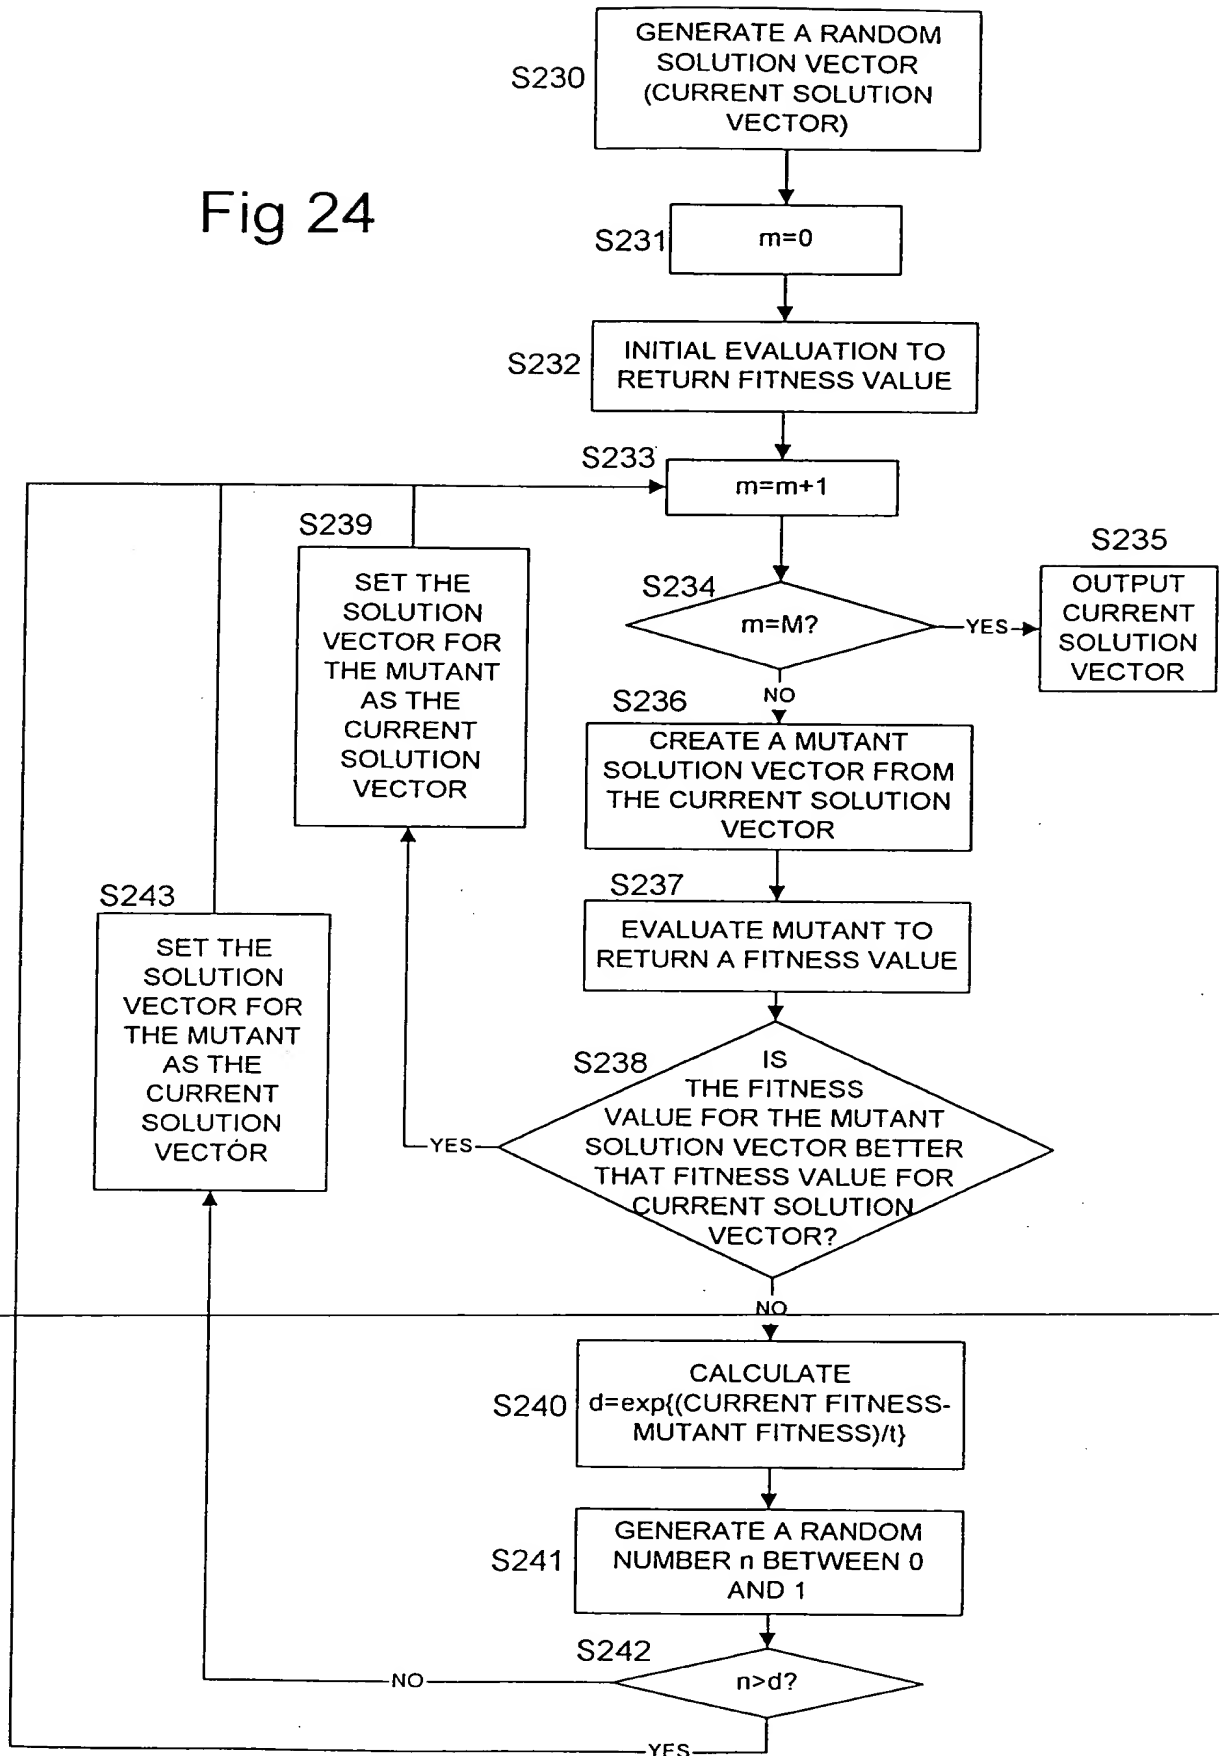 GENERATE A RANDOM
SOLUTION VECTOR
(CURRENT SOLUTION
VECTOR)
S230
Fig 24
S231
m=0
S232
INITIAL EVALUATION TO
RETURN FITNESS VALUE
S233
m=m+1
S239
SET THE
SOLUTION
VECTOR FOR
THE MUTANT
AS THE
CURRENT
SOLUTION
VECTOR
S234
m=M?
YES
S235
OUTPUT
CURRENT
SOLUTION
VECTOR
NO
S236
CREATE A MUTANT
SOLUTION VECTOR FROM
THE CURRENT SOLUTION
VECTOR
S237
EVALUATE MUTANT TO
RETURN A FITNESS VALUE
S243
SET THE
SOLUTION
VECTOR FOR
THE MUTANT
AS THE
CURRENT
SOLUTION
VECTOR
S238
IS
THE FITNESS
VALUE FOR THE MUTANT
SOLUTION VECTOR BETTER
THAT FITNESS VALUE FOR
CURRENT SOLUTION
VECTOR?
YES
NO
S240
CALCULATE
d=exp{(CURRENT FITNESS-
MUTANT FITNESS)/t}
S241
GENERATE A RANDOM
NUMBER n BETWEEN 0
AND 1
S242
n>d?
NO
YES